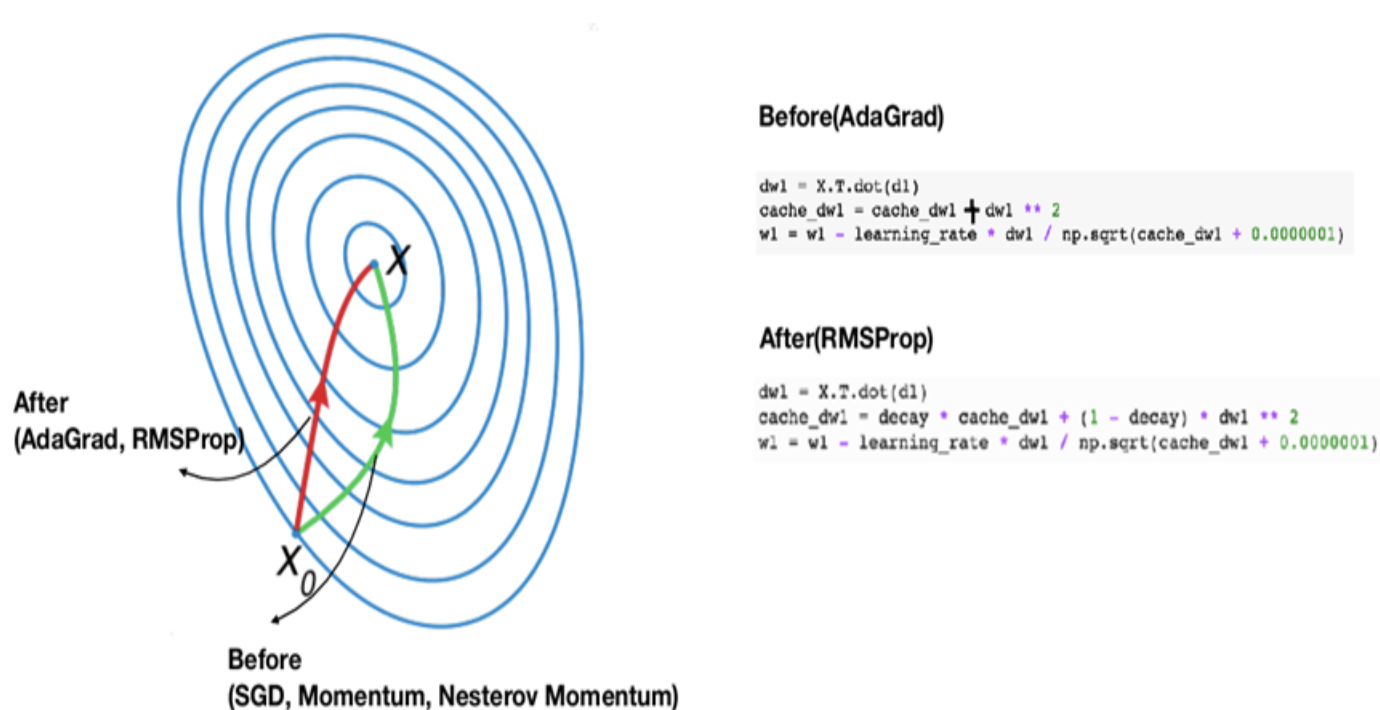 X
After
(AdaGrad, RMSProp)
X0
Before
(SGD, Momentum, Nesterov Momentum)
Before(AdaGrad)
dw1 = X.T.dot(d1)
cache_dw1 = cache_dw1 + dw1 ** 2
w1 = w1 - learning_rate * dw1 / np.sqrt(cache_dw1 + 0.0000001)
After(RMSProp)
dw1 = X.T.dot(d1)
cache_dw1 = decay * cache_dw1 + (1 - decay) * dw1 ** 2
w1 = w1 - learning_rate * dw1 / np.sqrt(cache_dw1 + 0.0000001)